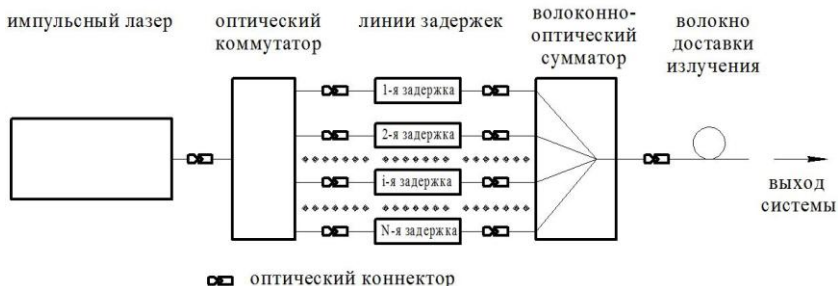 импульсный лазер
оптический
коммутатор
линии задержек
волоконно-
оптический
сумматор
волокно
доставки
излучения
1-я задержка
2-я задержка
i-я задержка
N-я задержка
выход
системы
оптический коннектор